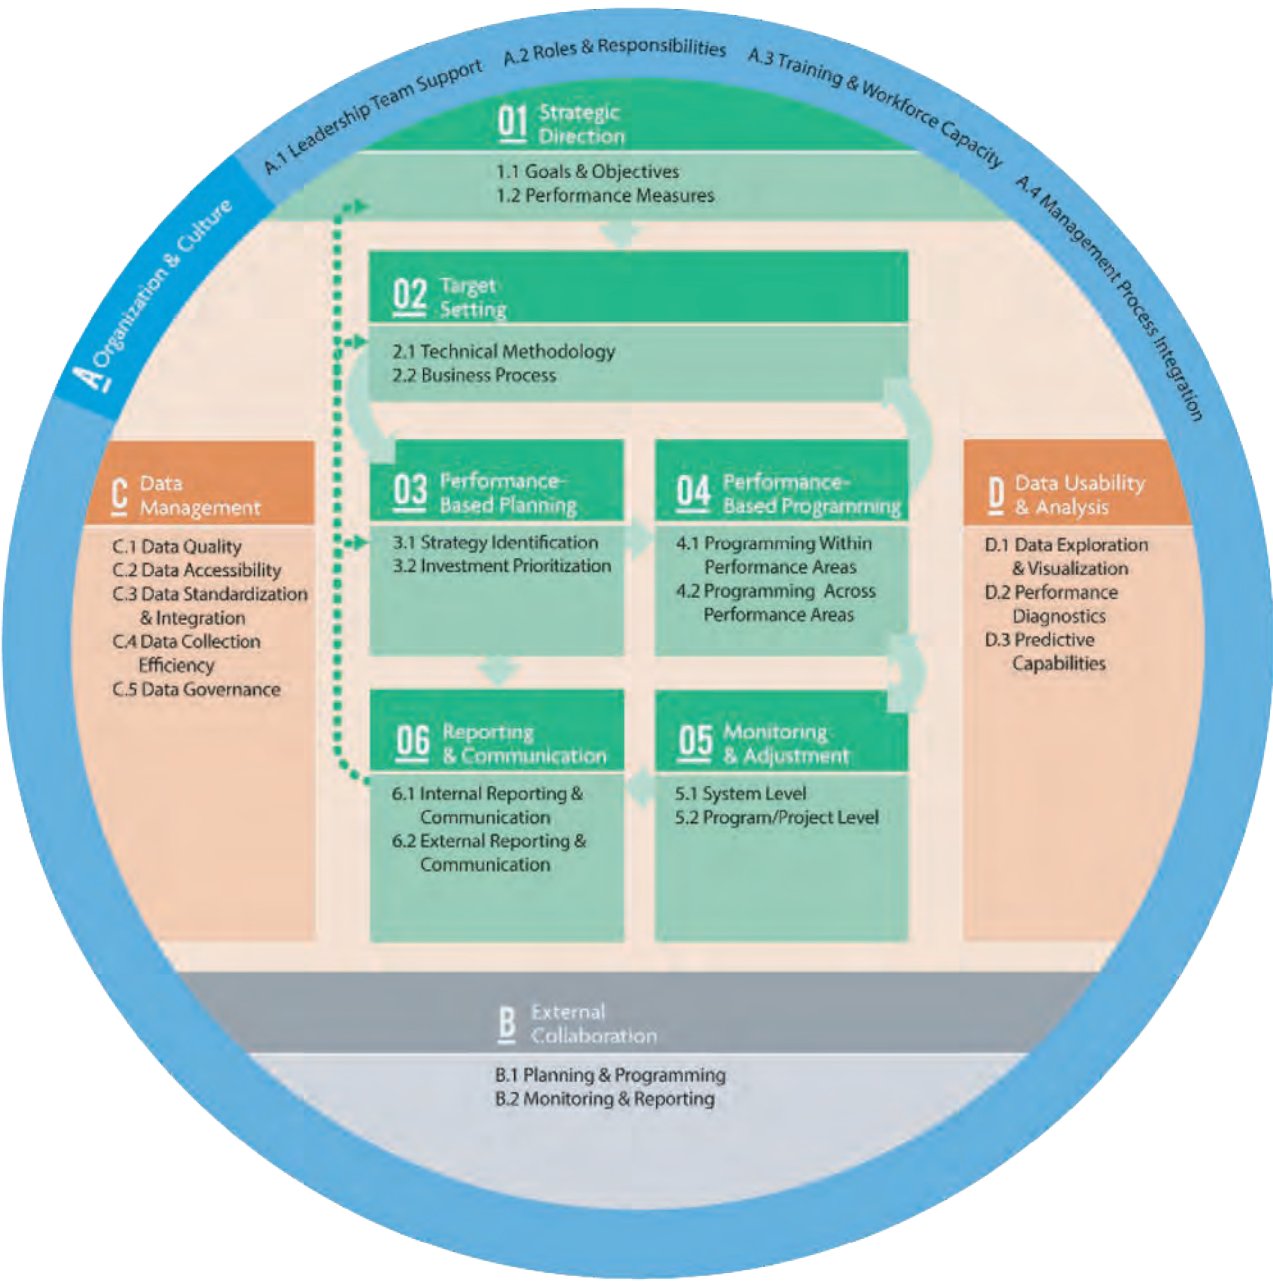 A.1 Leadership Team Support
A.2 Roles & Responsibilities
A.3 Training & Workforce Capacity
A.4 Management Process Integration
A Organization & Culture
01 Strategic
Direction
1.1 Goals & Objectives
1.2 Performance Measures
02 Target
Setting
2.1 Technical Methodology
2.2 Business Process
C Data
Management
C.1 Data Quality
C.2 Data Accessibility
C.3 Data Standardization
& Integration
C.4 Data Collection
Efficiency
C.5 Data Governance
03 Performance-
Based Planning
3.1 Strategy Identification
3.2 Investment Prioritization
04 Performance-
Based Programming
4.1 Programming Within
Performance Areas
4.2 Programming Across
Performance Areas
D Data Usability
& Analysis
D.1 Data Exploration
& Visualization
D.2 Performance
Diagnostics
D.3 Predictive
Capabilities
06 Reporting
& Communication
6.1 Internal Reporting &
Communication
6.2 External Reporting &
Communication
05 Monitoring
& Adjustment
5.1 System Level
5.2 Program/Project Level
B External
Collaboration
B.1 Planning & Programming
B.2 Monitoring & Reporting